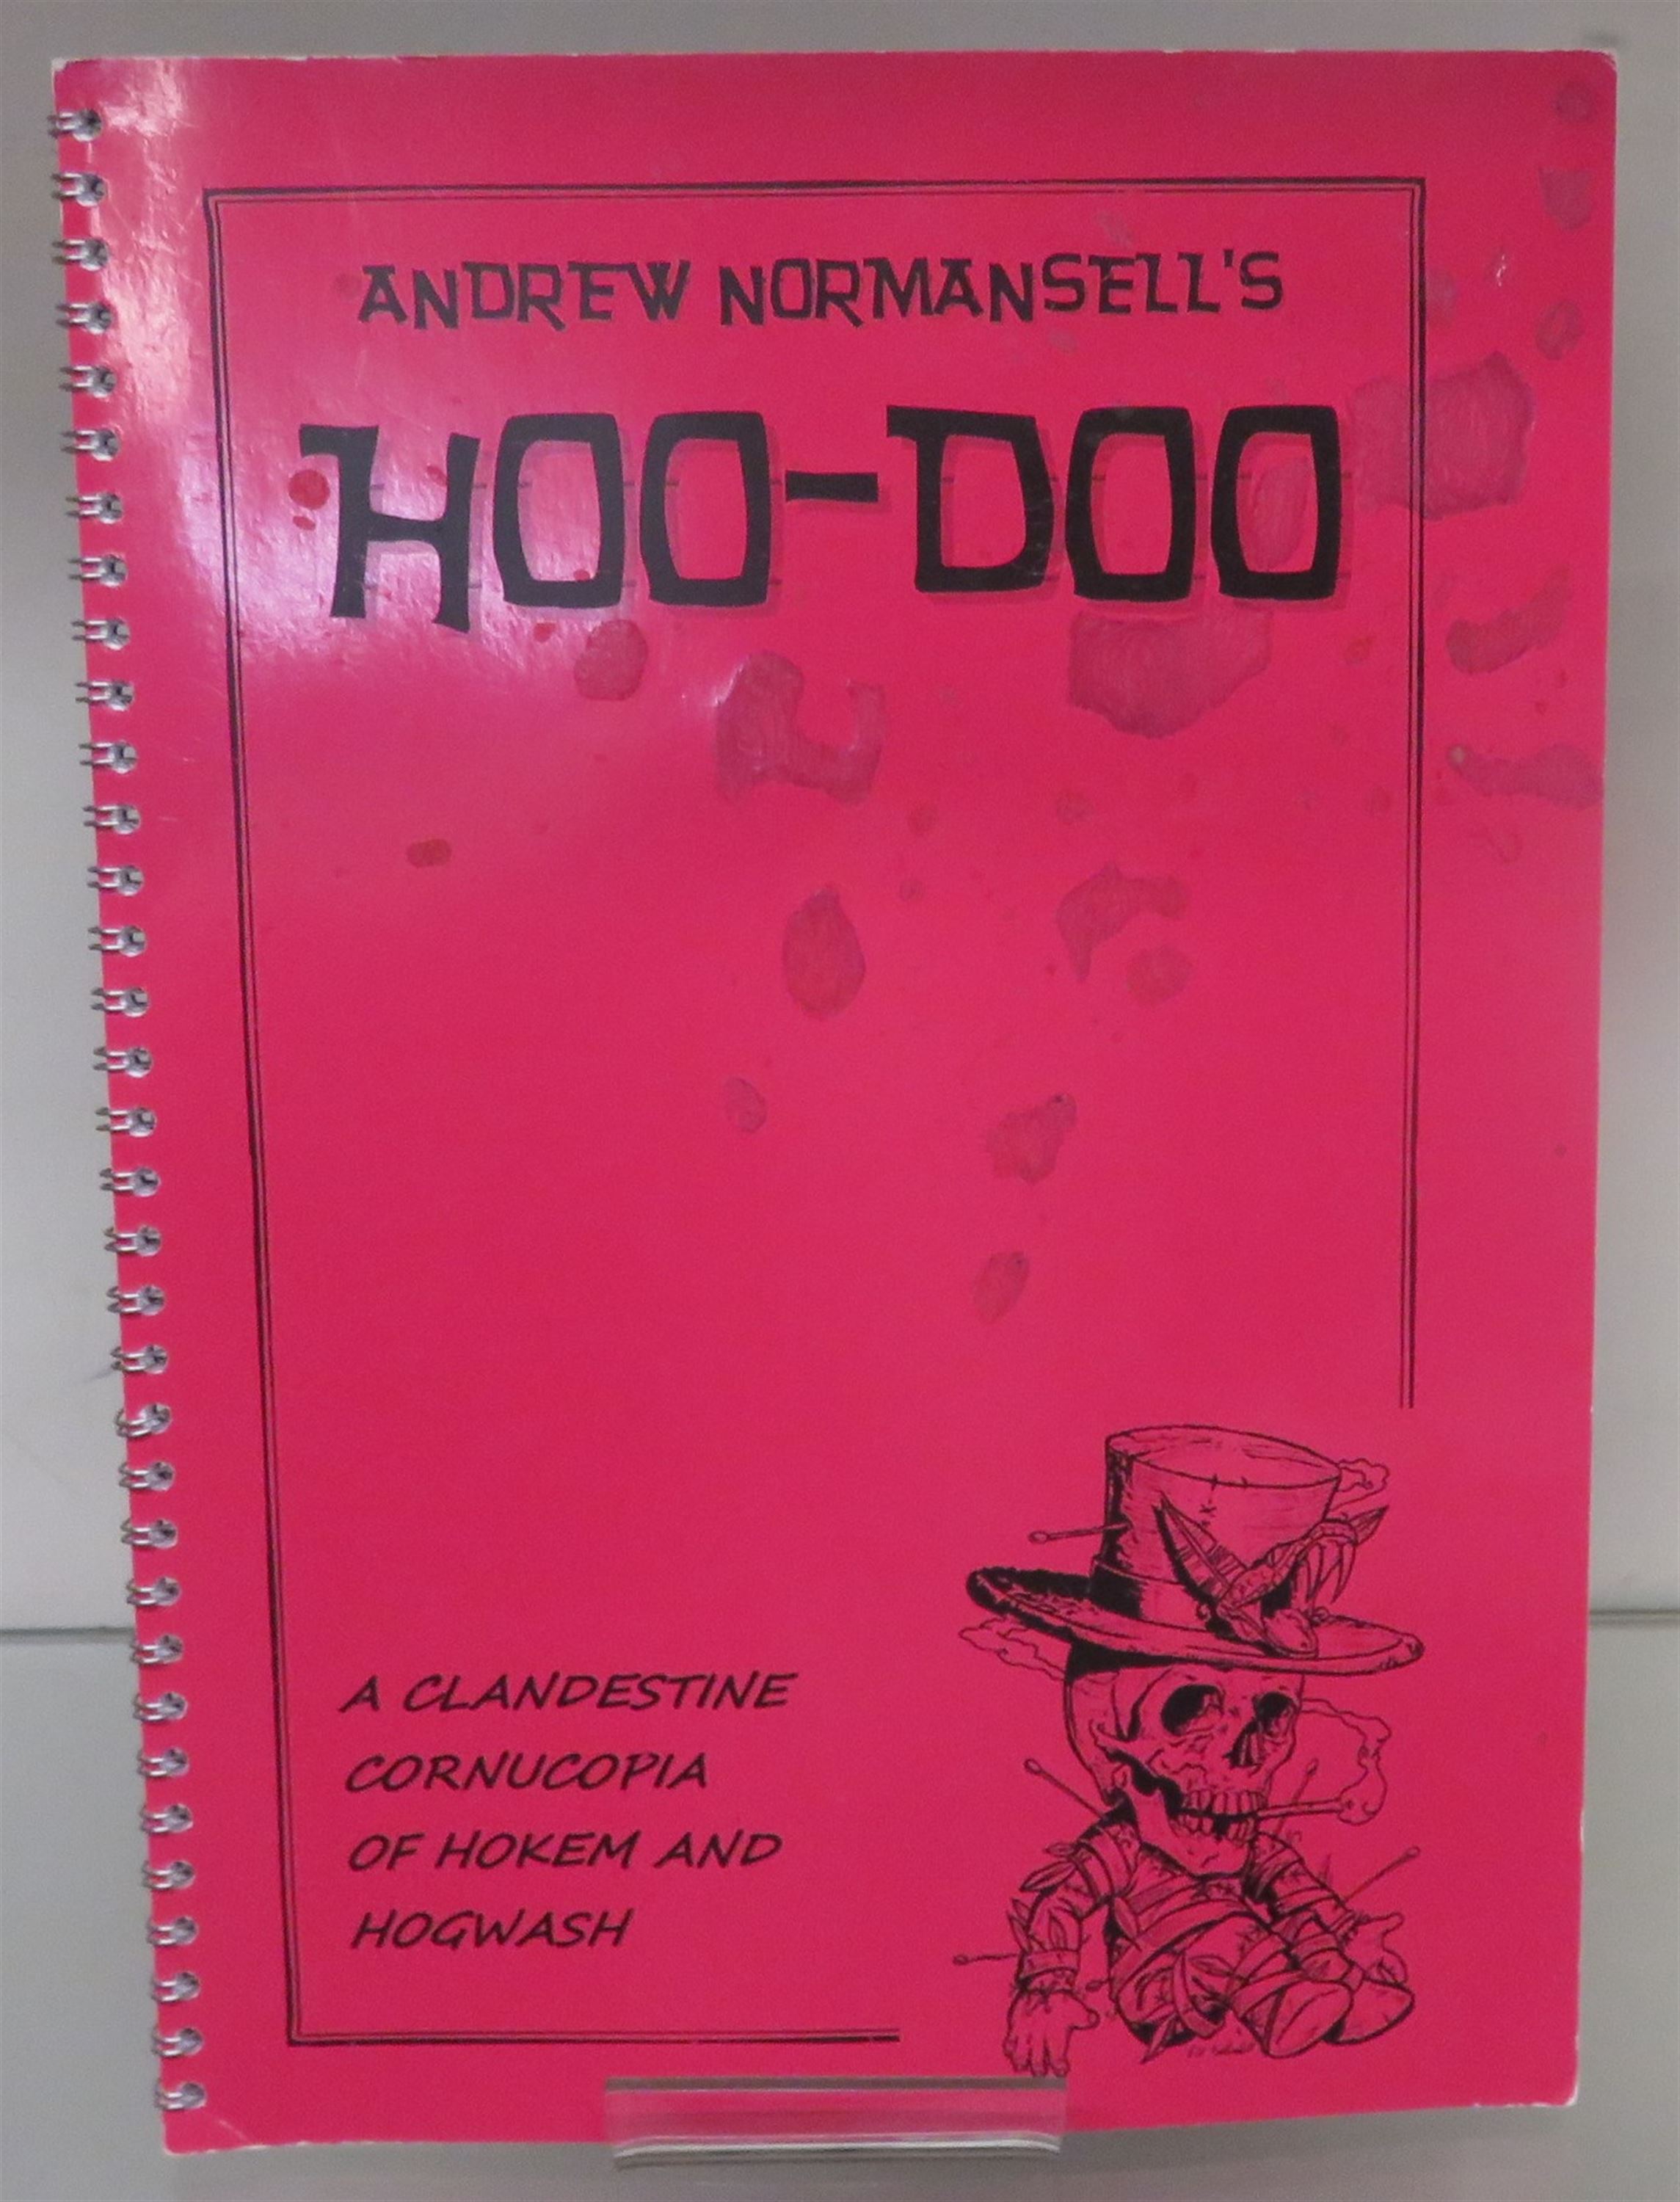 ANDREW NORMANSELL'S
HOO-DOO
A CLANDESTINE
CORNUCOPIA
OF HOKEM AND
HOGWASH